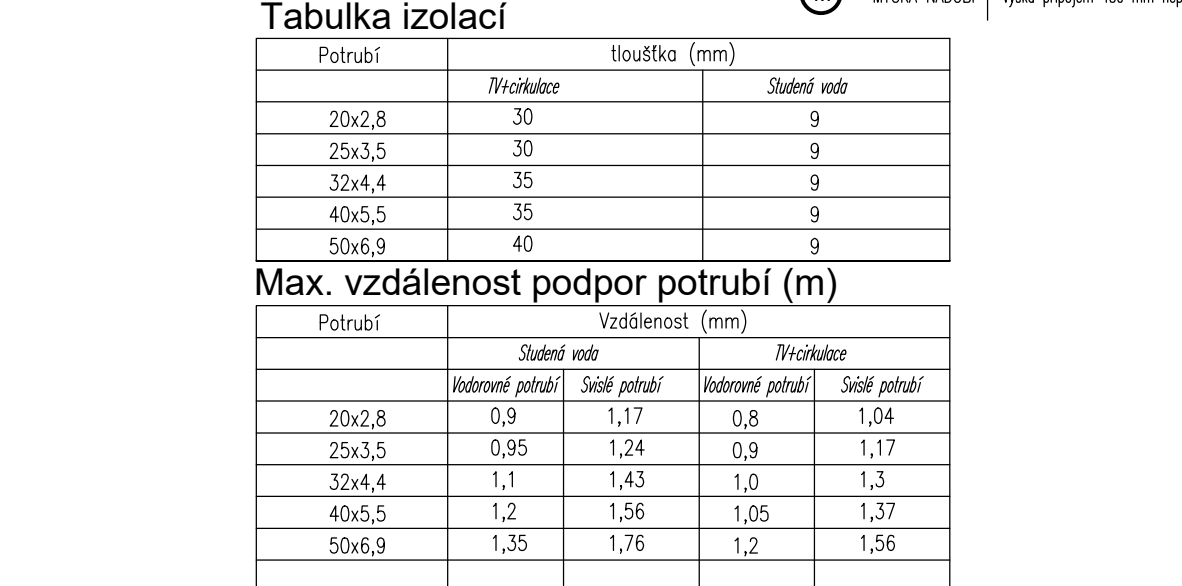 MYČKA NÁDOBÍ
Tabulka izolací
Potrubí tloušťka (mm)
TV+cirkulace Studená voda
20x2,8 30 9
25x3,5 30 9
32x4,4 35 9
40x5,5 35 9
50x6,9 40 9
Max. vzdálenost podpor potrubí (m)
Potrubí Vzdálenost (mm)
Studená voda TV+cirkulace
Vodorovné potrubí Svislé potrubí Vodorovné potrubí Svislé potrubí
20x2,8 0,9 1,17 0,8 1,04
25x3,5 0,95 1,24 0,9 1,17
32x4,4 1,1 1,43 1,0 1,3
40x5,5 1,2 1,56 1,05 1,37
50x6,9 1,35 1,76 1,2 1,56